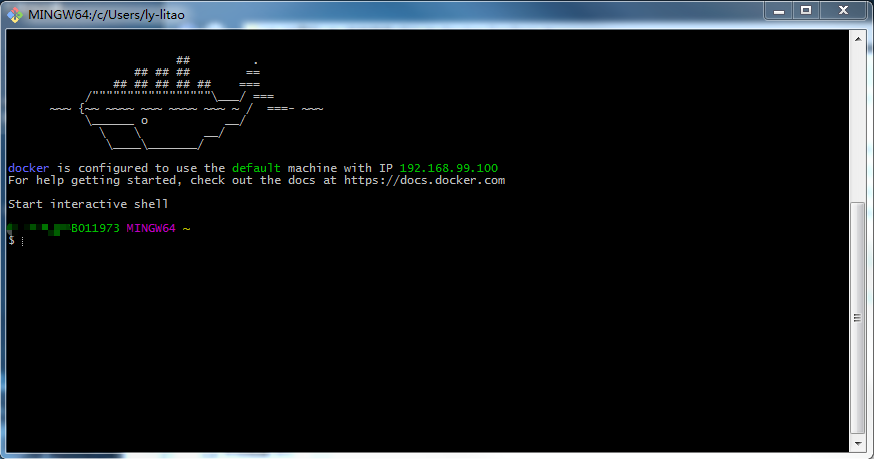 MINGW64:/c/Users/ly-litao
                        ##         .
                  ## ## ##        ==
               ## ## ## ## ##    ===
           /"""""""""""""""""\___/ ===
      ~~~ {~~ ~~~~ ~~~ ~~~~ ~~~ ~ /  ===- ~~~
           \______ o           __/
             \    \         __/
              \____\_______/
docker is configured to use the default machine with IP 192.168.99.100
For help getting started, check out the docs at https://docs.docker.com
Start interactive shell
BO11973 MINGW64 ~
$